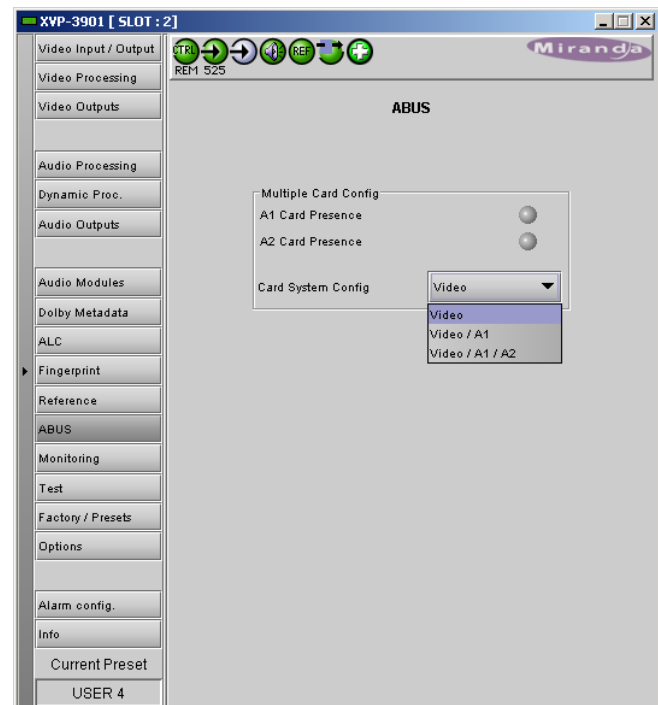 XVP-3901 [ SLOT : 2]
Video Input / Output
Video Processing
Video Outputs
Audio Processing
Dynamic Proc.
Audio Outputs
Audio Modules
Dolby Metadata
ALC
Fingerprint
Reference
ABUS
Monitoring
Test
Factory / Presets
Options
Alarm config.
Info
Current Preset
USER 4
CTRL
REF
REM 525
Miranda
ABUS
Multiple Card Config
A1 Card Presence
A2 Card Presence
Card System Config
Video
Video
Video / A1
Video / A1 / A2